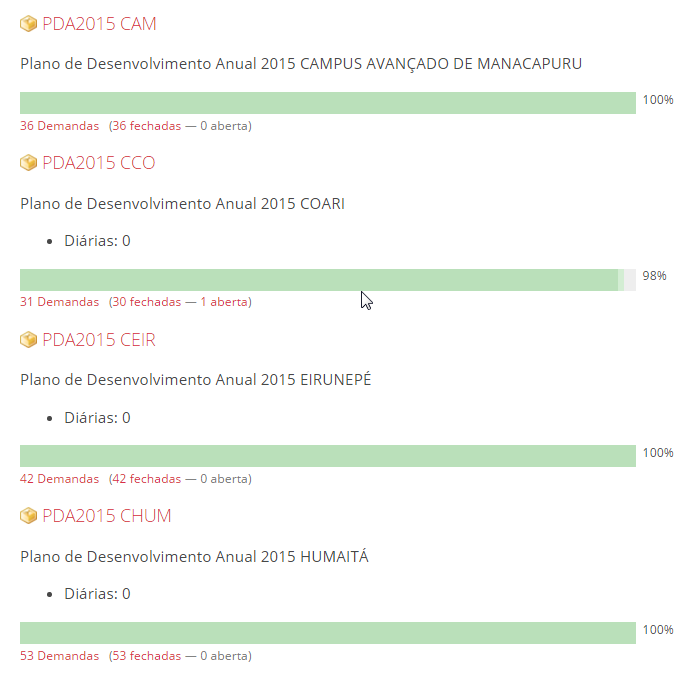 PDA2015 CAM
Plano de Desenvolvimento Anual 2015 CAMPUS AVANÇADO DE MANACAPURU
100%
36 Demandas (36 fechadas — 0 aberta)
PDA2015 CCO
Plano de Desenvolvimento Anual 2015 COARI
• Diárias: 0
98%
31 Demandas (30 fechadas — 1 aberta)
PDA2015 CEIR
Plano de Desenvolvimento Anual 2015 EIRUNEPÉ
• Diárias: 0
100%
42 Demandas (42 fechadas — 0 aberta)
PDA2015 CHUM
Plano de Desenvolvimento Anual 2015 HUMAITÁ
• Diárias: 0
100%
53 Demandas (53 fechadas — 0 aberta)